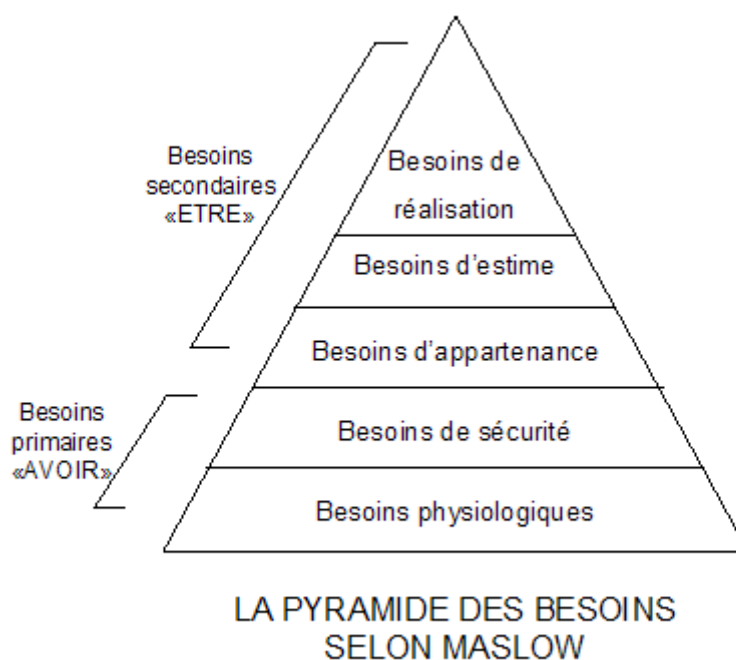 Besoins
secondaires
«ETRE»
Besoins de
réalisation
Besoins d'estime
Besoins d'appartenance
Besoins
primaires
«AVOIR»
Besoins de sécurité
Besoins physiologiques
LA PYRAMIDE DES BESOINS
SELON MASLOW